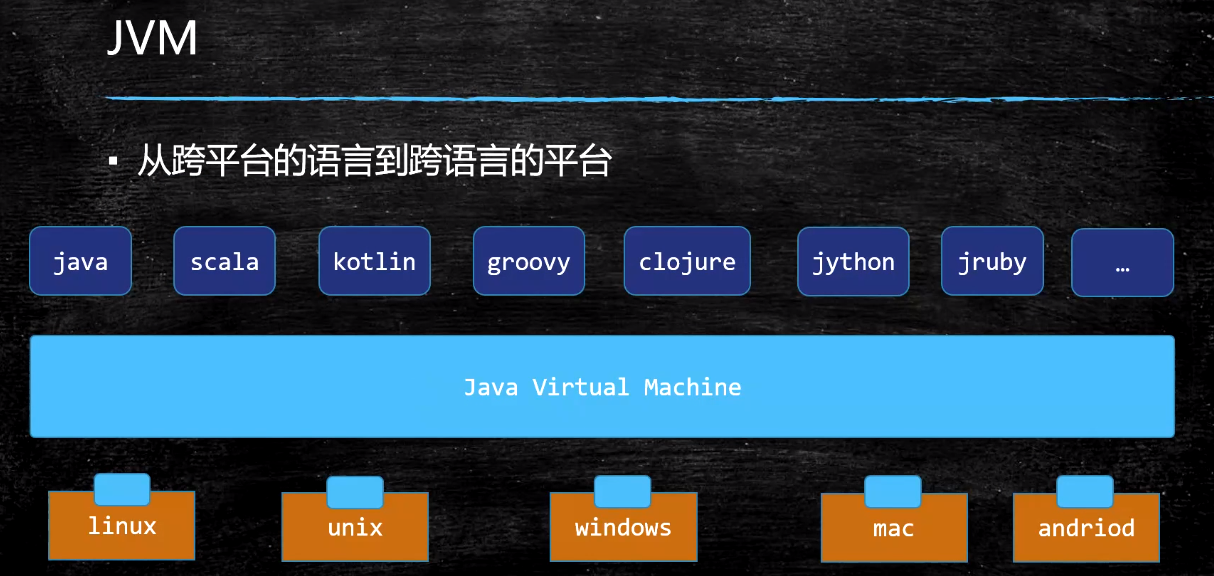 JVM
▪ 从跨平台的语言到跨语言的平台
java scala kotlin groovy clojure jython jruby …
Java Virtual Machine
linux unix windows mac andriod